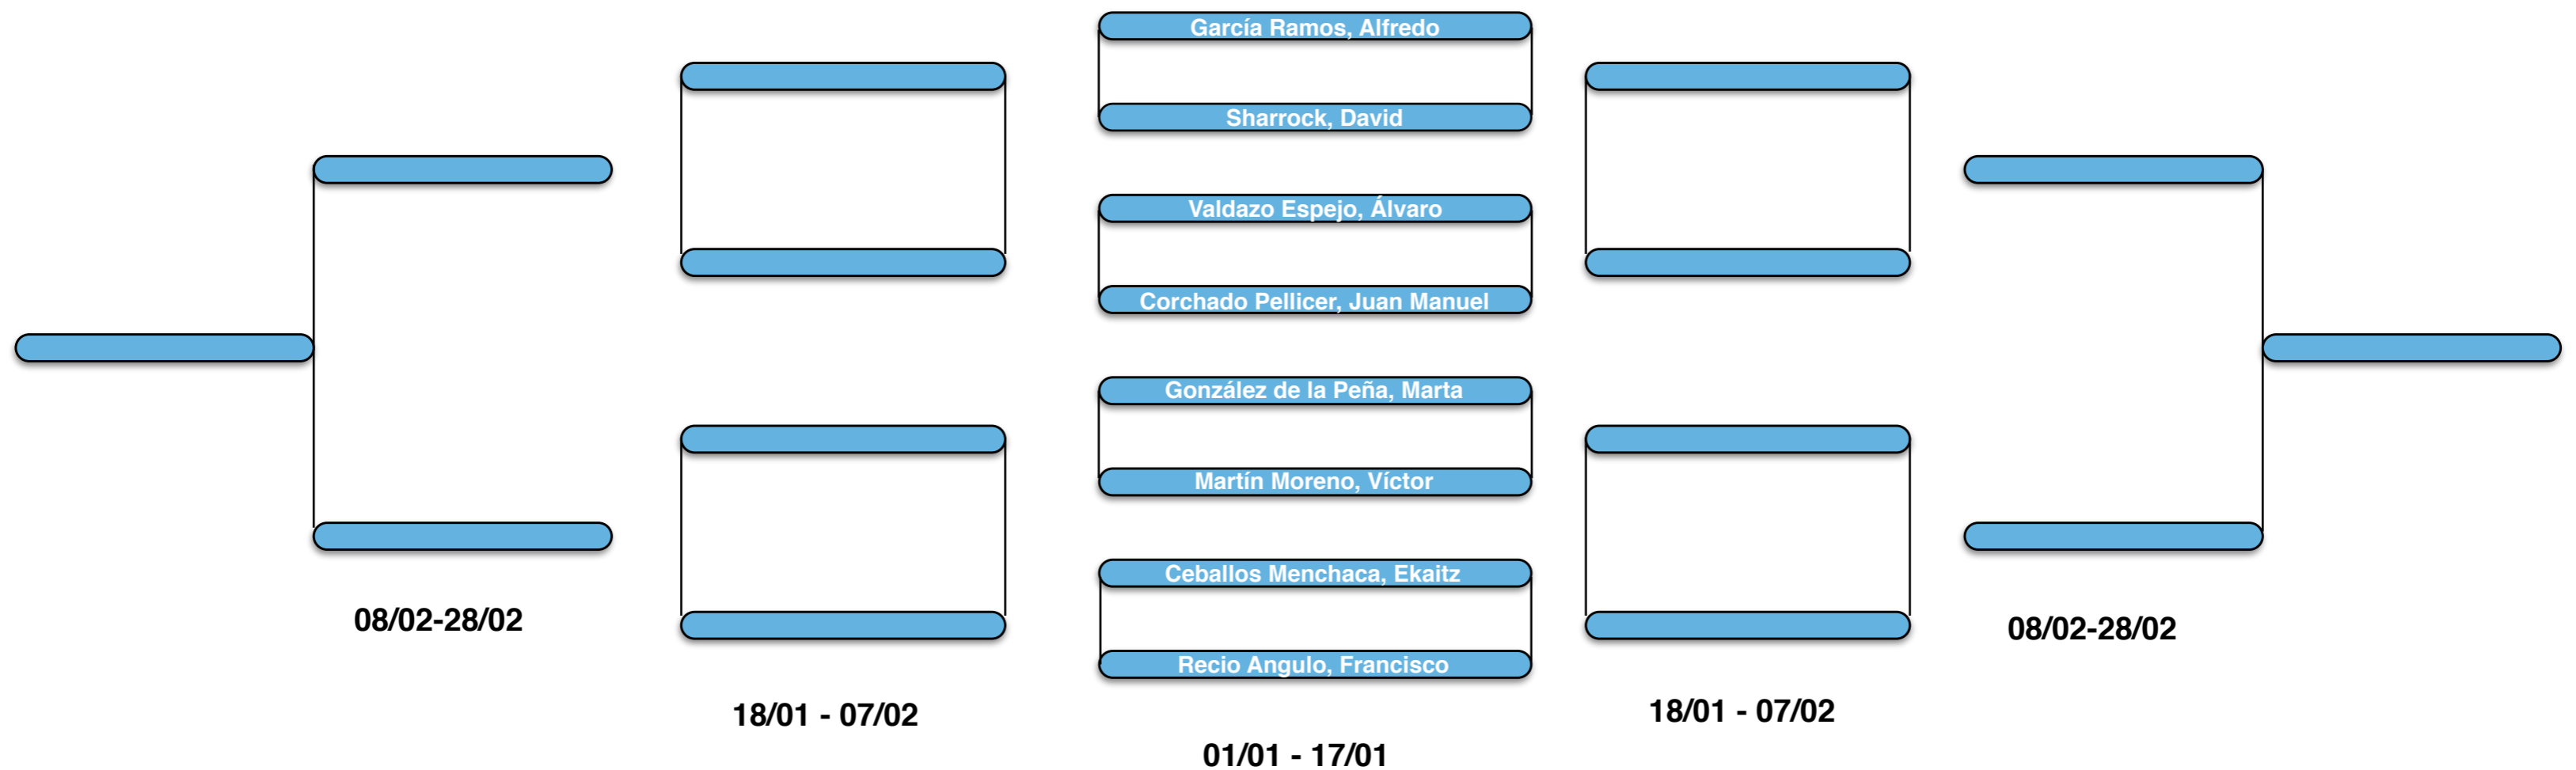 García Ramos, Alfredo
Sharrock, David
Valdazo Espejo, Álvaro
Corchado Pellicer, Juan Manuel
González de la Peña, Marta
Martín Moreno, Víctor
Ceballos Menchaca, Ekaitz
Recio Angulo, Francisco
08/02-28/02
18/01 - 07/02
01/01 - 17/01
18/01 - 07/02
08/02-28/02